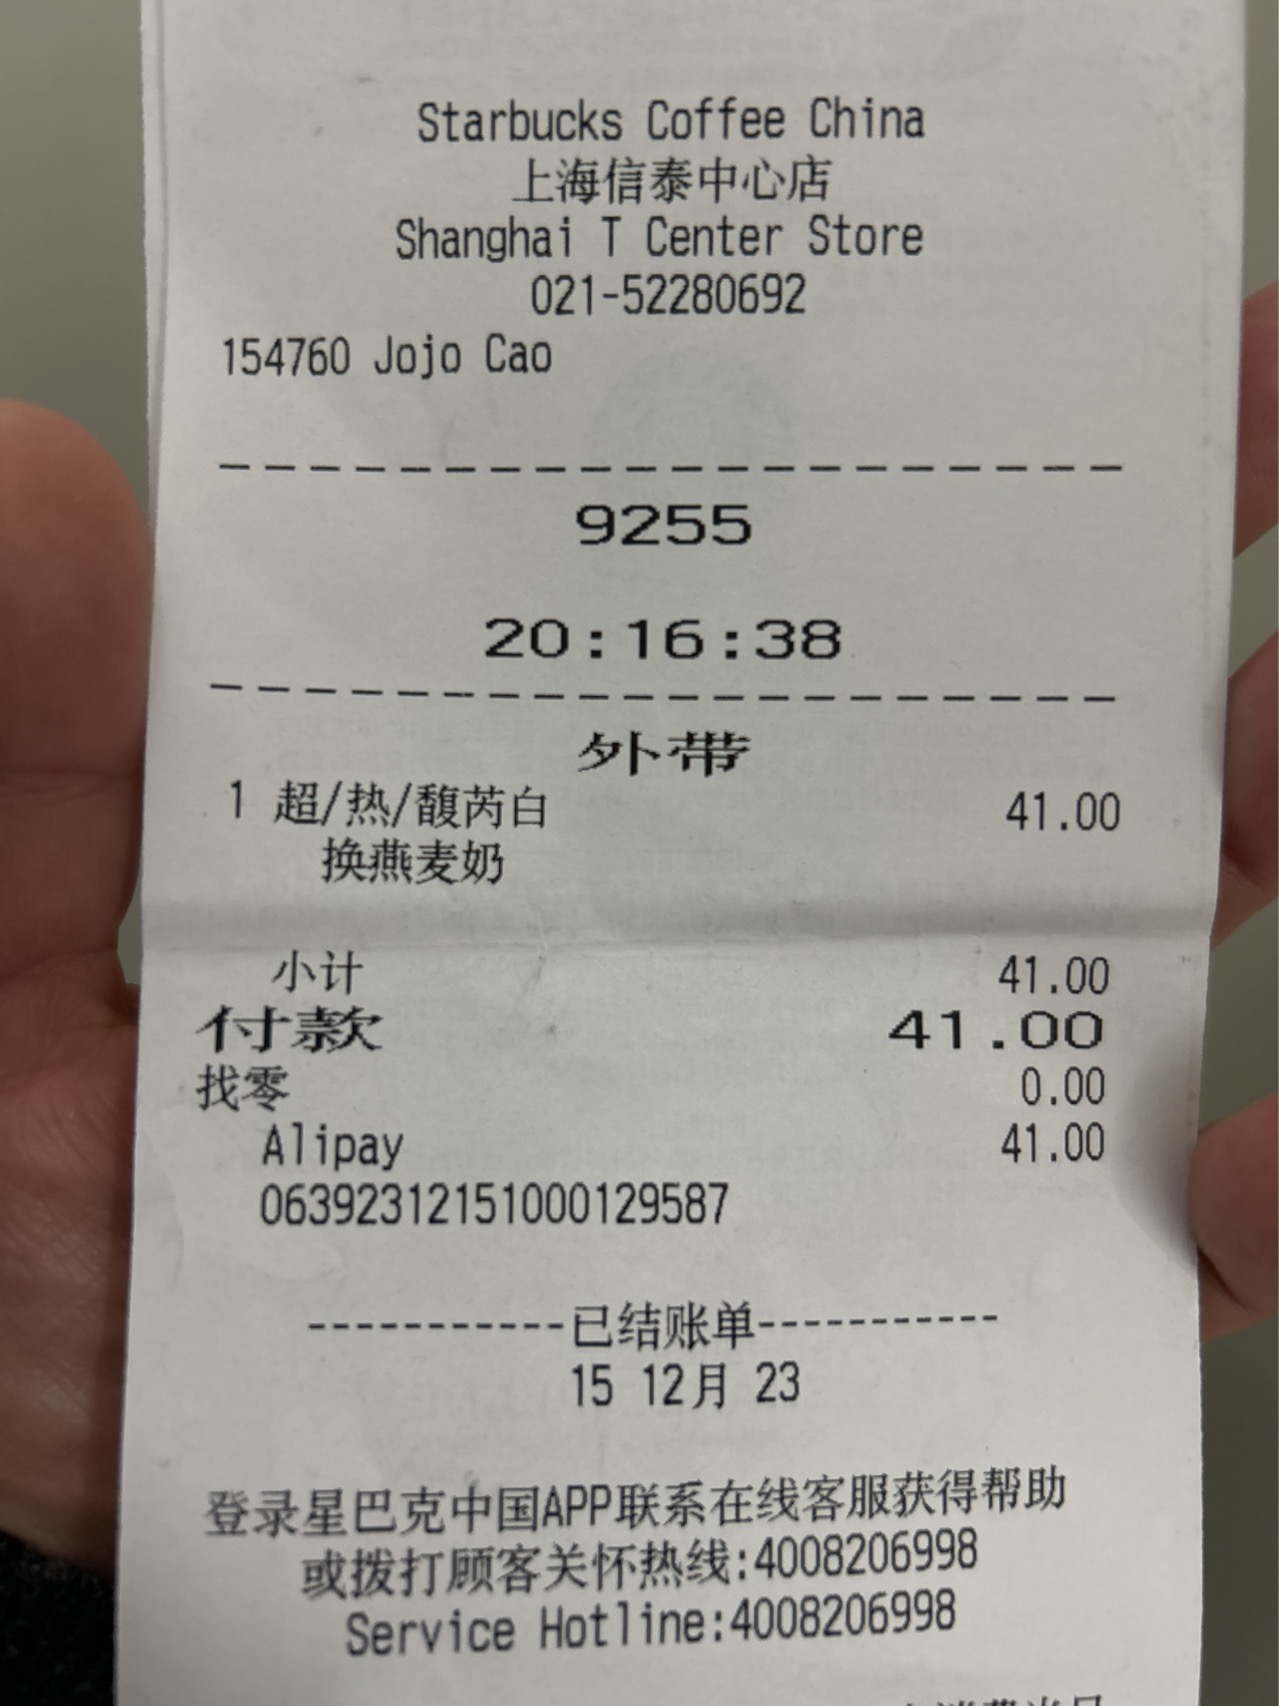 Starbucks Coffee China
上海信泰中心店
Shanghai T Center Store
021-52280692
154760 Jojo Cao
9255
20:16:38
外带
1 超/热/馥芮白 41.00
换燕麦奶
小计 41.00
付款 41.00
找零 0.00
Alipay 41.00
063923121510001​29587
-----------已结账单-----------
15 12月 23
登录星巴克中国APP联系在线客服获得帮助
或拨打顾客关怀热线:4008206998
Service Hotline:4008206998